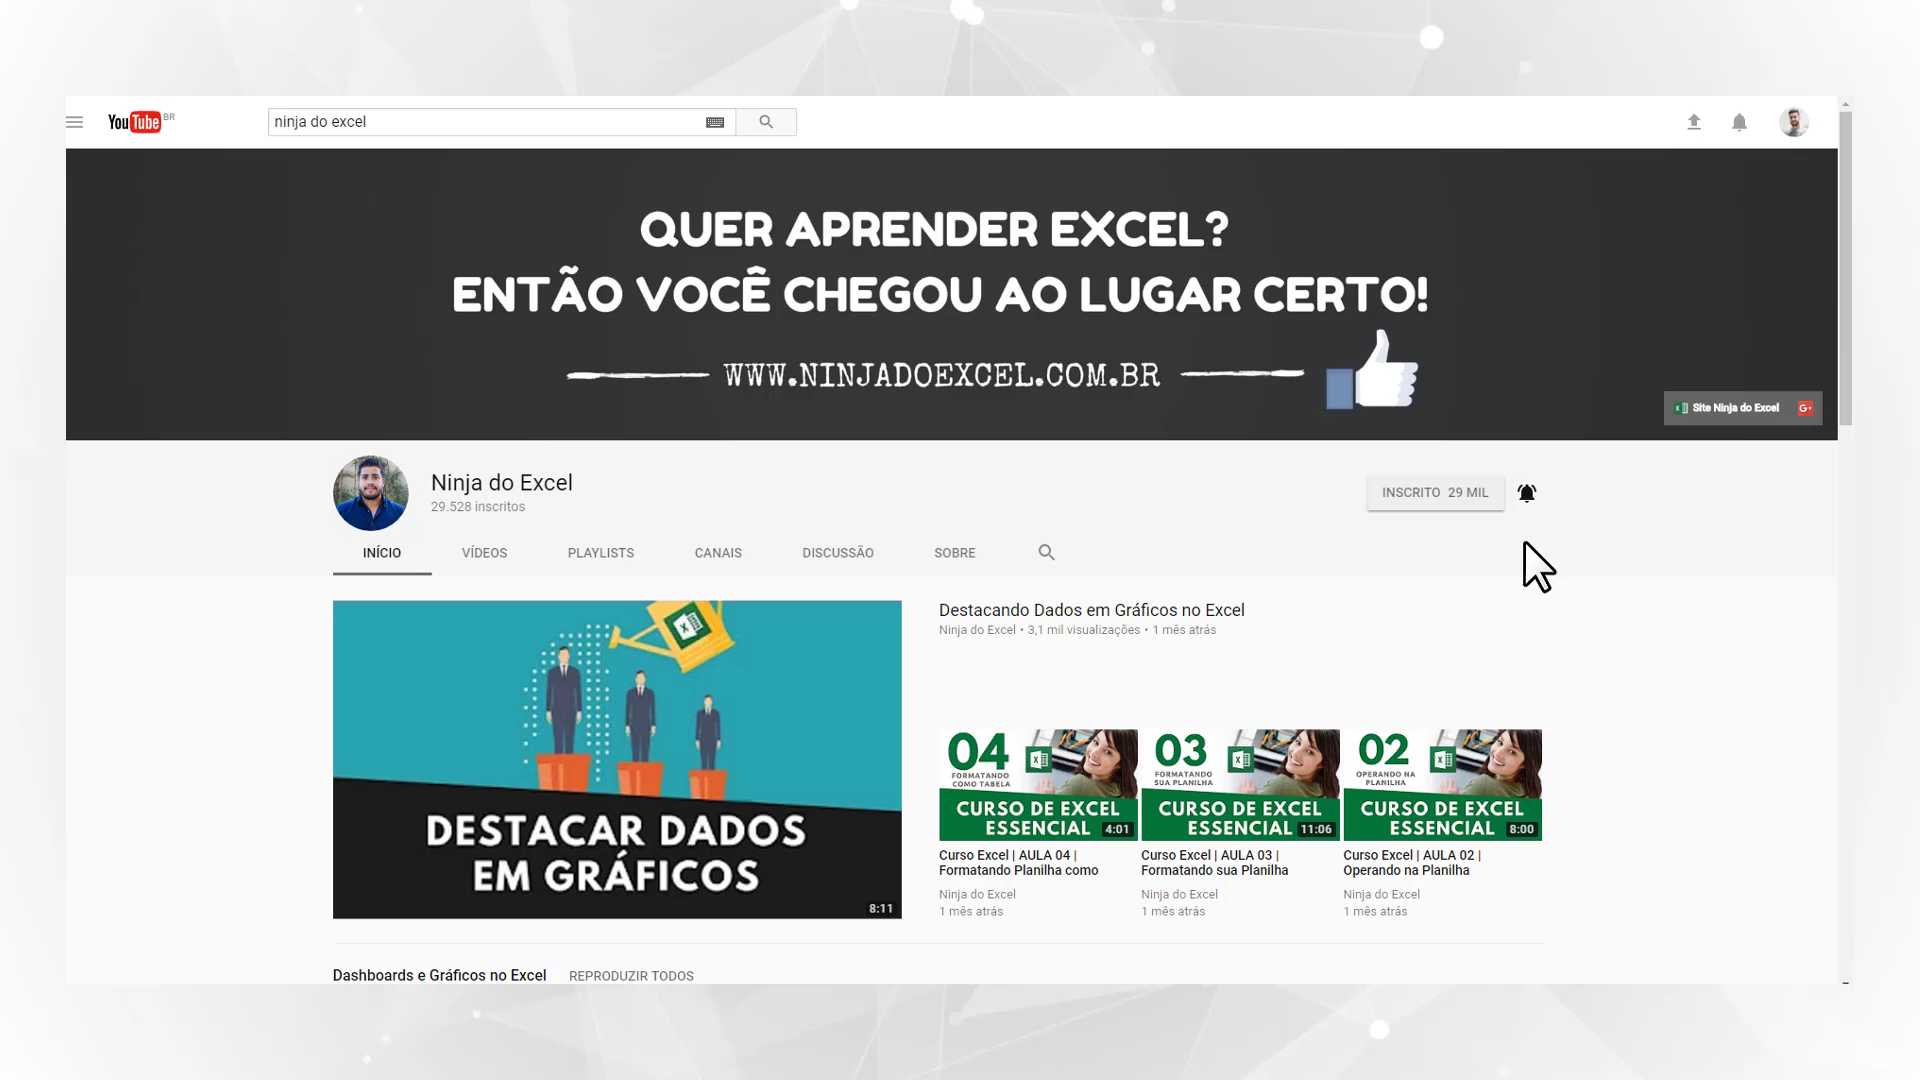 YouTube BR
ninja do excel
QUER APRENDER EXCEL?
ENTÃO VOCÊ CHEGOU AO LUGAR CERTO!
WWW.NINJADOEXCEL.COM.BR
Site Ninja do Excel G+
Ninja do Excel
29.528 inscritos
INSCRITO 29 MIL
INÍCIO VÍDEOS PLAYLISTS CANAIS DISCUSSÃO SOBRE
DESTACAR DADOS
EM GRÁFICOS
8:11
Destacando Dados em Gráficos no Excel
Ninja do Excel • 3,1 mil visualizações • 1 mês atrás
04
FORMATANDO
COMO TABELA
CURSO DE EXCEL
ESSENCIAL
4:01
Curso Excel | AULA 04 |
Formatando Planilha como
Ninja do Excel
1 mês atrás
03
FORMATANDO
SUA PLANILHA
CURSO DE EXCEL
ESSENCIAL
11:06
Curso Excel | AULA 03 |
Formatando sua Planilha
Ninja do Excel
1 mês atrás
02
OPERANDO NA
PLANILHA
CURSO DE EXCEL
ESSENCIAL
8:00
Curso Excel | AULA 02 |
Operando na Planilha
Ninja do Excel
1 mês atrás
Dashboards e Gráficos no Excel REPRODUZIR TODOS